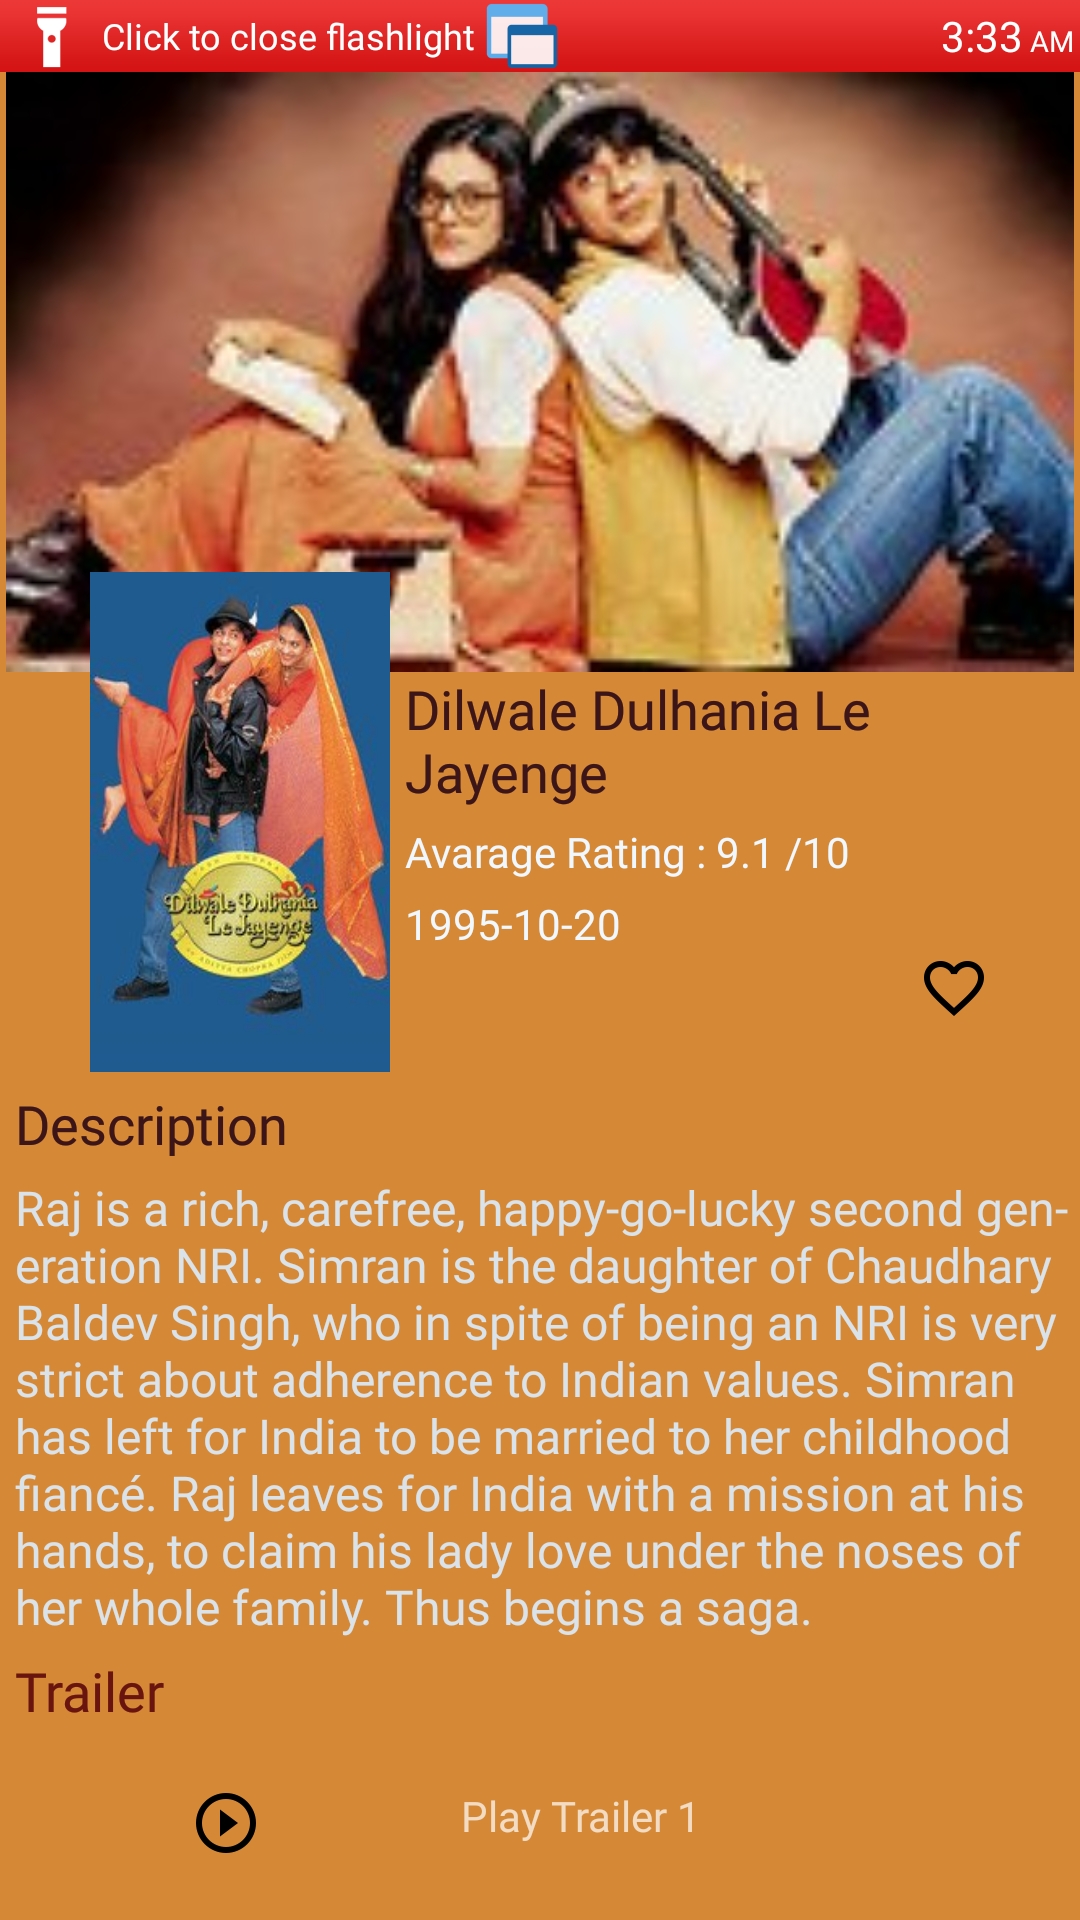 Click to close flashlight
3:33 AM
Dilwale Dulhania
Le Jayenge
Dilwale Dulhania Le
Jayenge
Avarage Rating : 9.1 /10
1995-10-20
Description
Raj is a rich, carefree, happy-go-lucky second gen-
eration NRI. Simran is the daughter of Chaudhary
Baldev Singh, who in spite of being an NRI is very
strict about adherence to Indian values. Simran
has left for India to be married to her childhood
fiancé. Raj leaves for India with a mission at his
hands, to claim his lady love under the noses of
her whole family. Thus begins a saga.
Trailer
Play Trailer 1